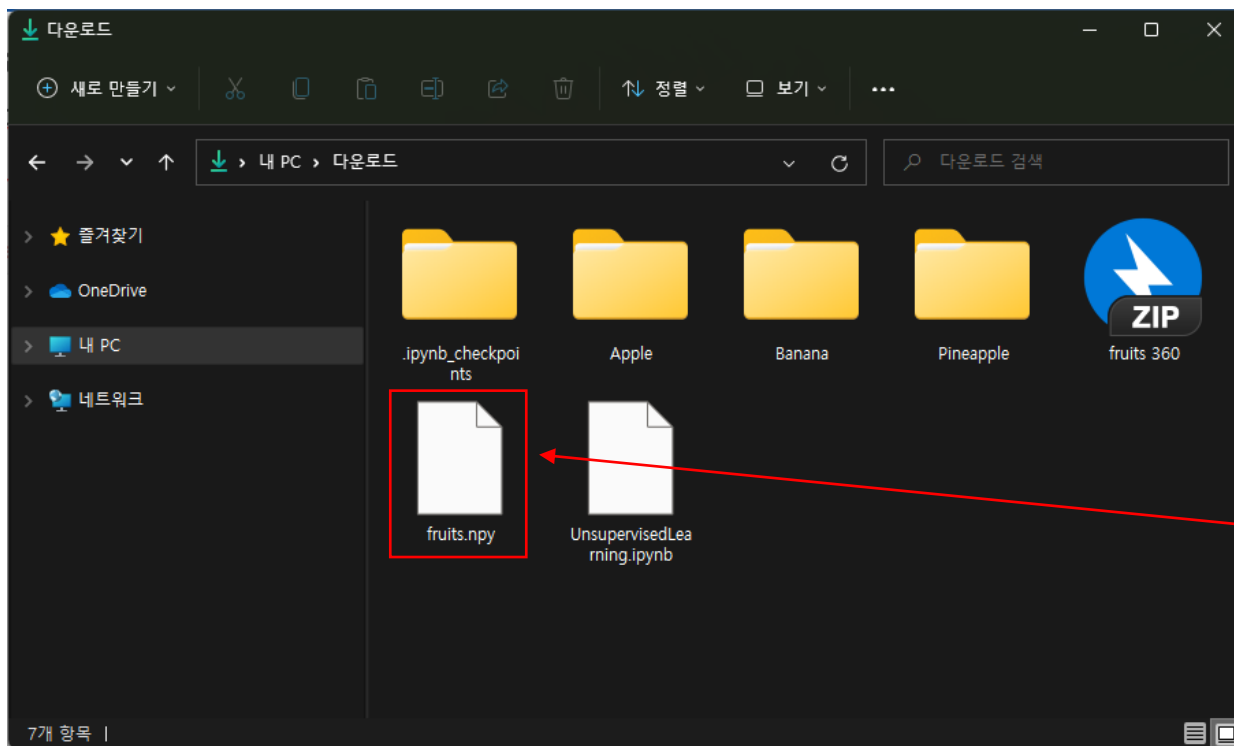 다운로드
새로 만들기
정렬
보기
내 PC
다운로드
다운로드 검색
즐겨찾기
OneDrive
내 PC
네트워크
.ipynb_checkpoi
nts
Apple
Banana
Pineapple
ZIP
fruits 360
fruits.npy
UnsupervisedLea
rning.ipynb
7개 항목